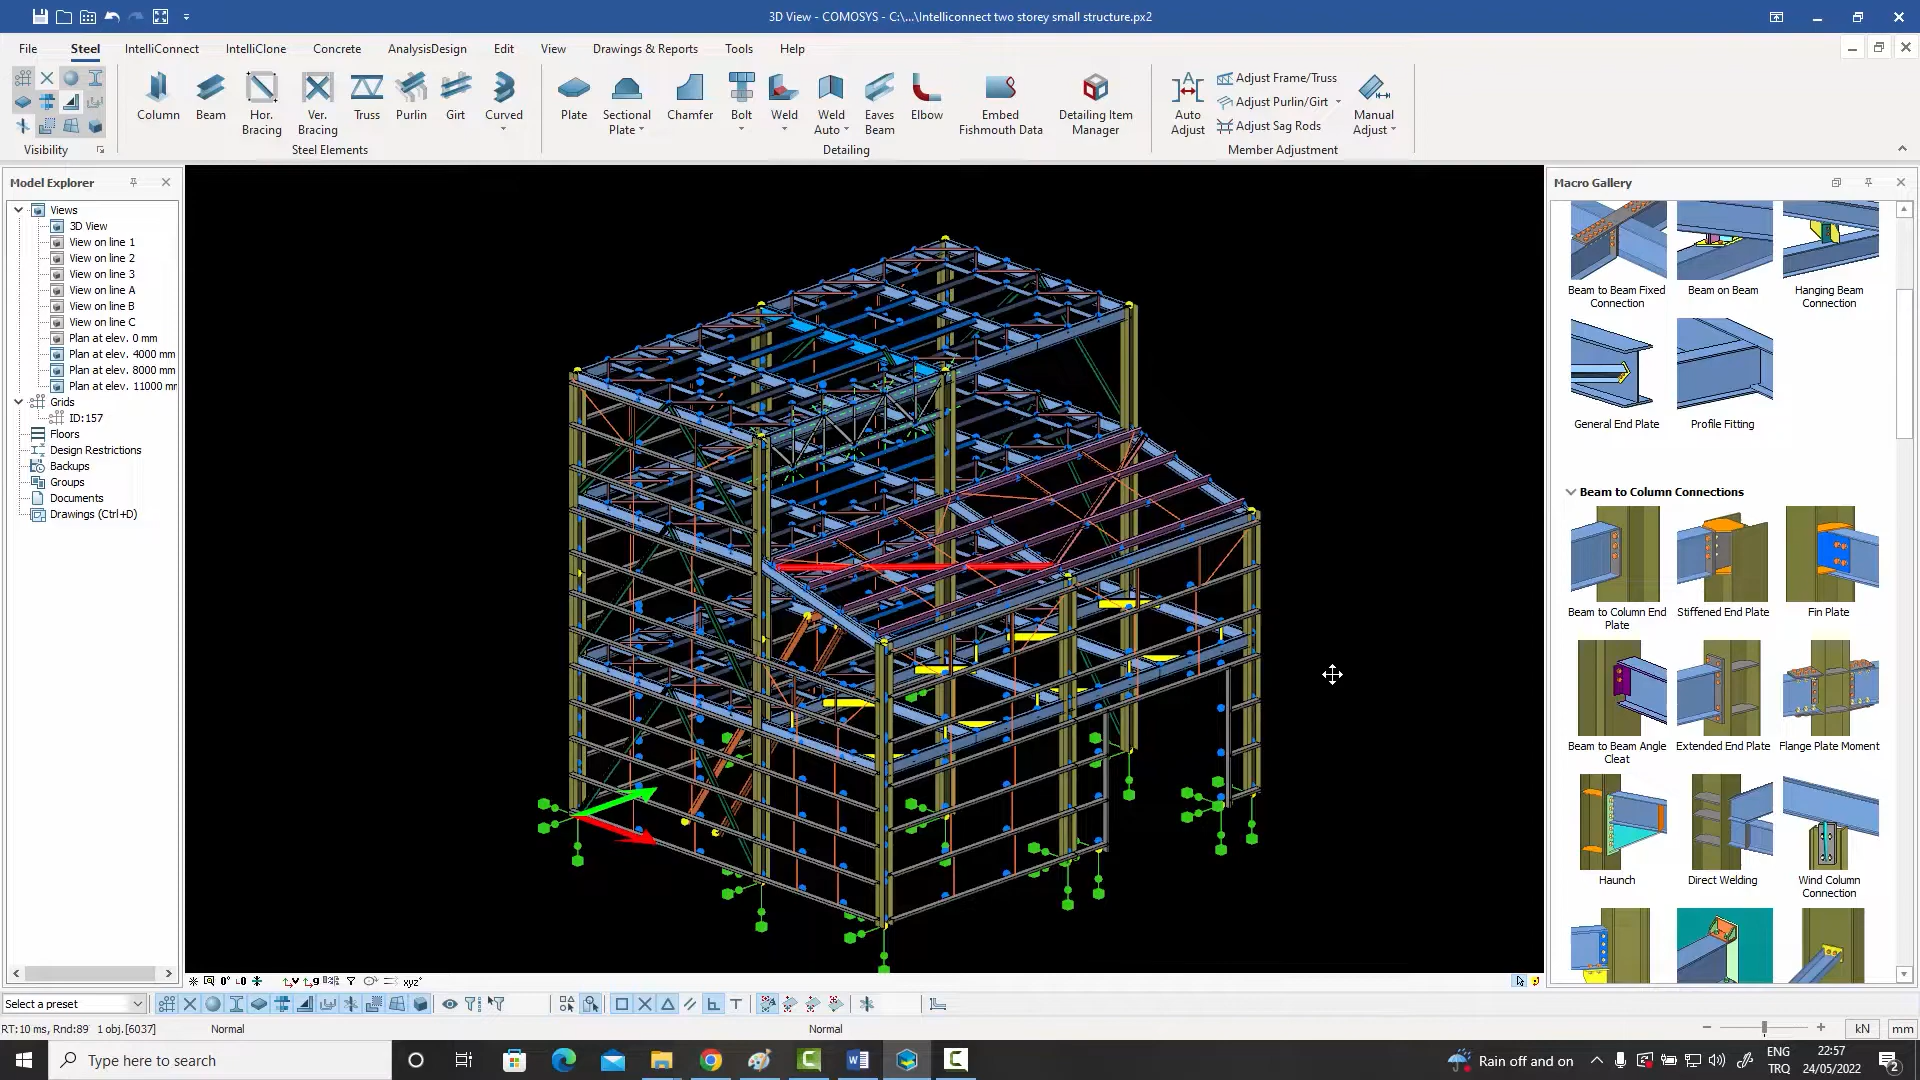 3D View - COMOSYS - C:\...\Intelliconnect two storey small structure.px2
File Steel IntelliConnect IntelliClone Concrete AnalysisDesign Edit View Drawings & Reports Tools Help
Visibility
Column
Beam
Hor. Bracing
Ver. Bracing
Truss
Purlin
Girt
Curved
Steel Elements
Plate
Sectional Plate
Chamfer
Bolt
Weld
Weld Auto
Eaves Beam
Elbow
Embed Fishmouth Data
Detailing Item Manager
Detailing
Auto Adjust
Adjust Frame/Truss
Adjust Purlin/Girt
Adjust Sag Rods
Manual Adjust
Member Adjustment
Model Explorer
Views
3D View
View on line 1
View on line 2
View on line 3
View on line A
View on line B
View on line C
Plan at elev. 0 mm
Plan at elev. 4000 mm
Plan at elev. 8000 mm
Plan at elev. 11000 mm
Grids
ID:157
Floors
Design Restrictions
Backups
Groups
Documents
Drawings (Ctrl+D)
Macro Gallery
Beam to Beam Fixed Connection
Beam on Beam
Hanging Beam Connection
General End Plate
Profile Fitting
Beam to Column Connections
Beam to Column End Plate
Stiffened End Plate
Fin Plate
Beam to Beam Angle Cleat
Extended End Plate
Flange Plate Moment
Haunch
Direct Welding
Wind Column Connection
xyz
Select a preset
RT:10 ms, Rnd:89 1 obj.[6037]
Normal
Normal
kN
mm
Type here to search
Rain off and on
ENG
TRQ
22:57
24/05/2022
2